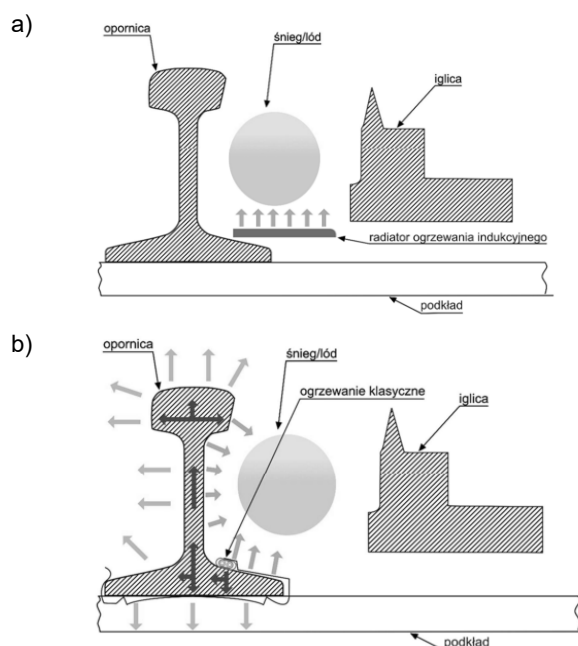 a)
opornica
śnieg/lód
iglica
radiator ogrzewania indukcyjnego
podkład
b)
opornica
śnieg/lód
ogrzewanie klasyczne
iglica
podkład